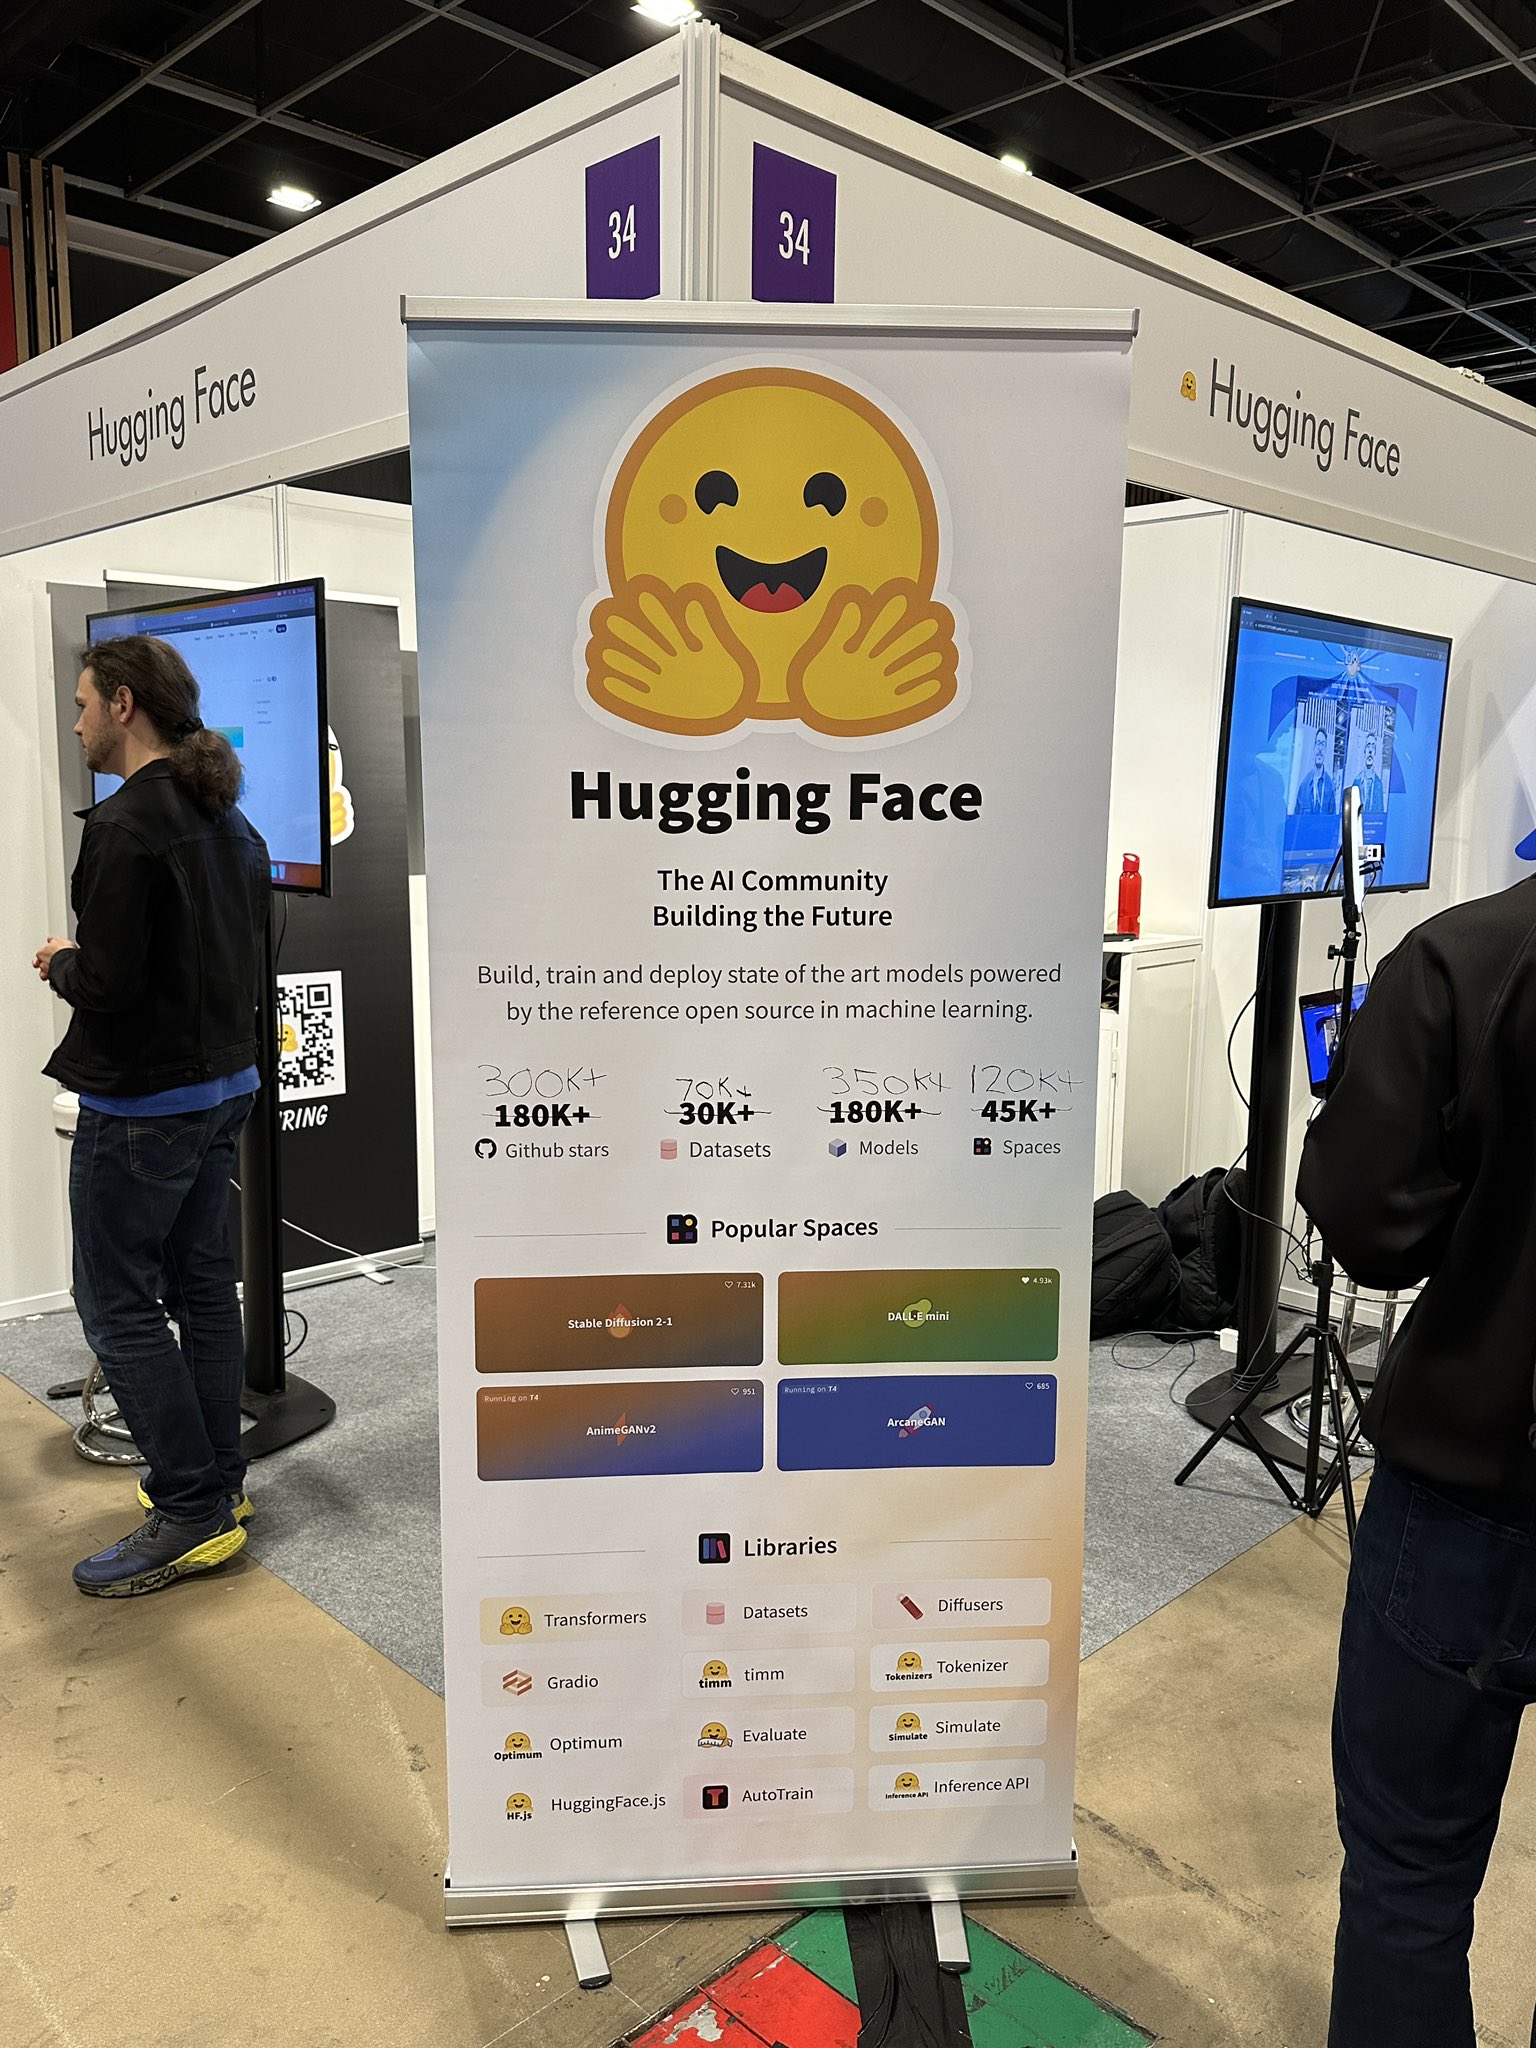 34
34
Hugging Face
Hugging Face
Hugging Face
The AI Community
Building the Future
Build, train and deploy state of the art models powered
by the reference open source in machine learning.
300K+ 70K+ 350K+ 120K+
180K+ 30K+ 180K+ 45K+
Github stars Datasets Models Spaces
RING
Popular Spaces
7.31k 4.93k
Stable Diffusion 2-1 DALL·E mini
Running on T4 951 Running on T4 685
AnimeGANv2 ArcaneGAN
Libraries
Transformers Datasets Diffusers
Gradio timm timm Tokenizers Tokenizer
Optimum Optimum Evaluate Simulate Simulate
HF.js HuggingFace.js AutoTrain Inference API Inference API
HOKA